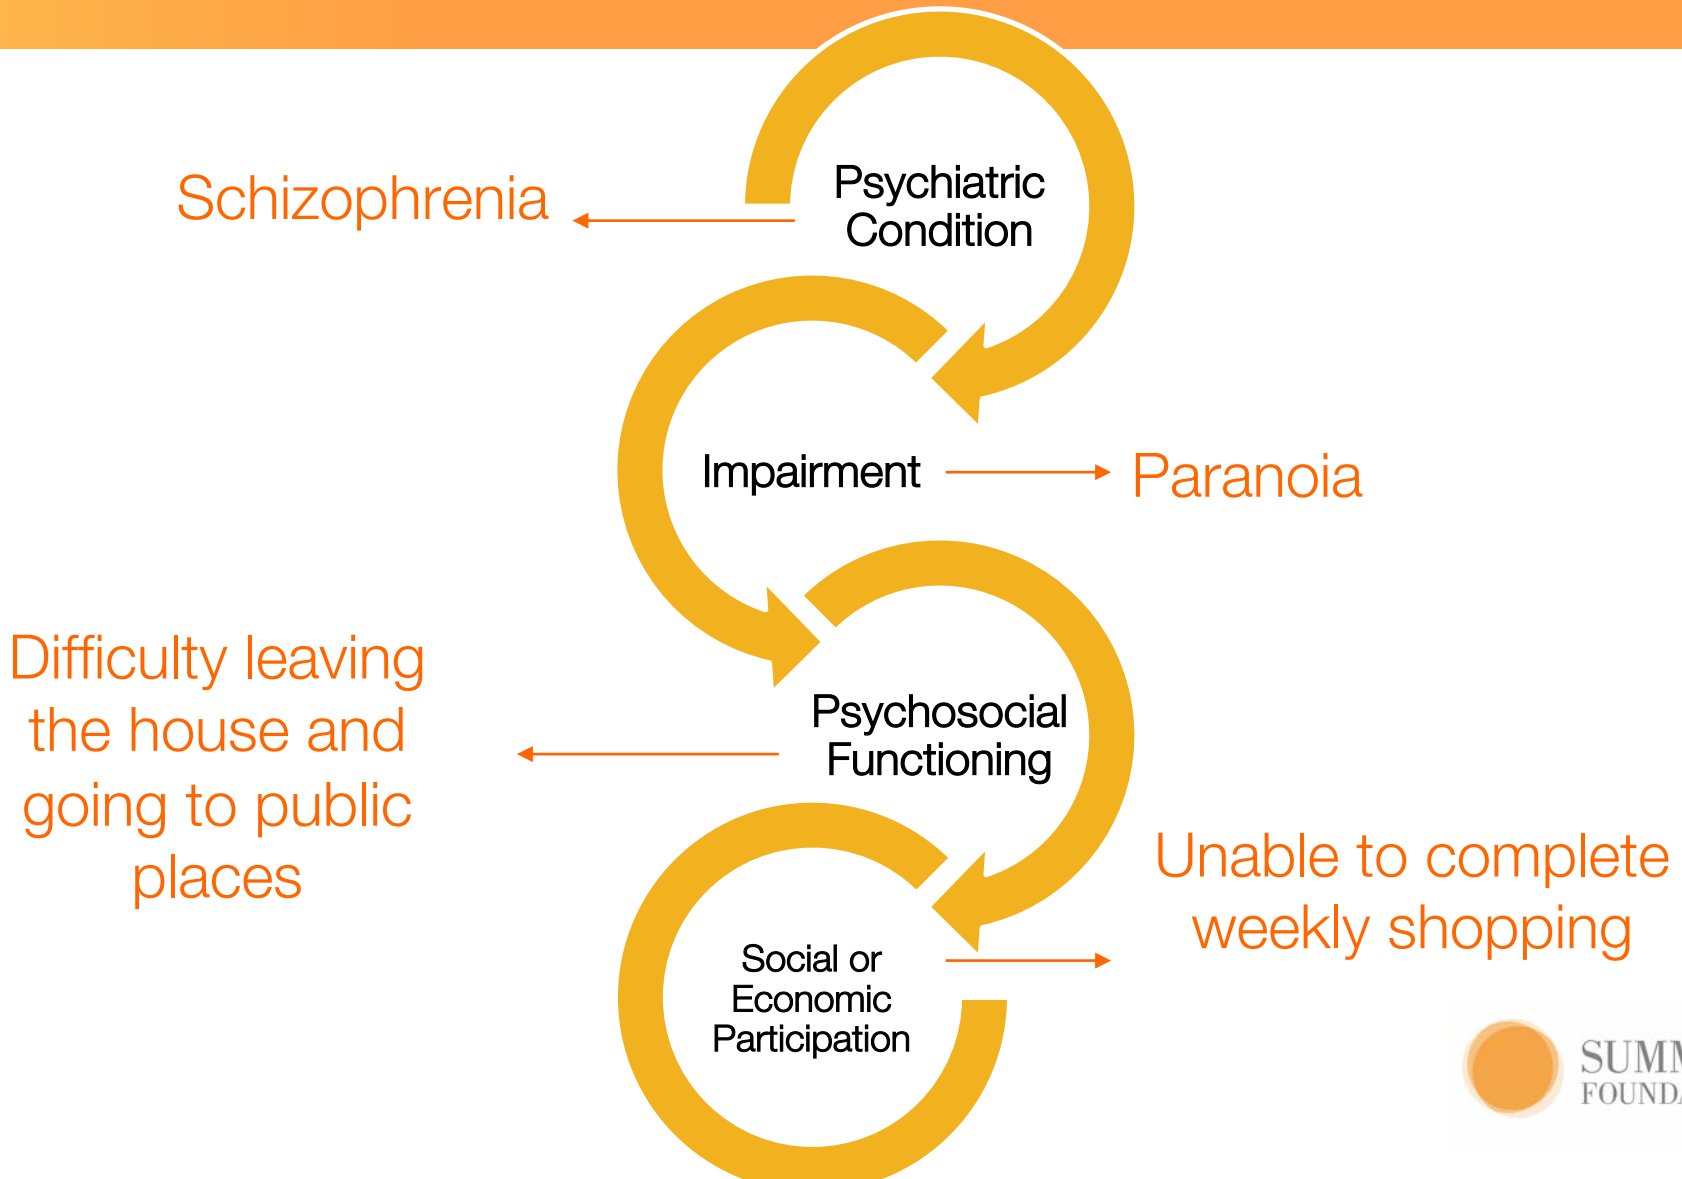 Schizophrenia
Psychiatric
Condition
Impairment
Paranoia
Difficulty leaving
the house and
going to public
places
Psychosocial
Functioning
Unable to complete
weekly shopping
Social or
Economic
Participation